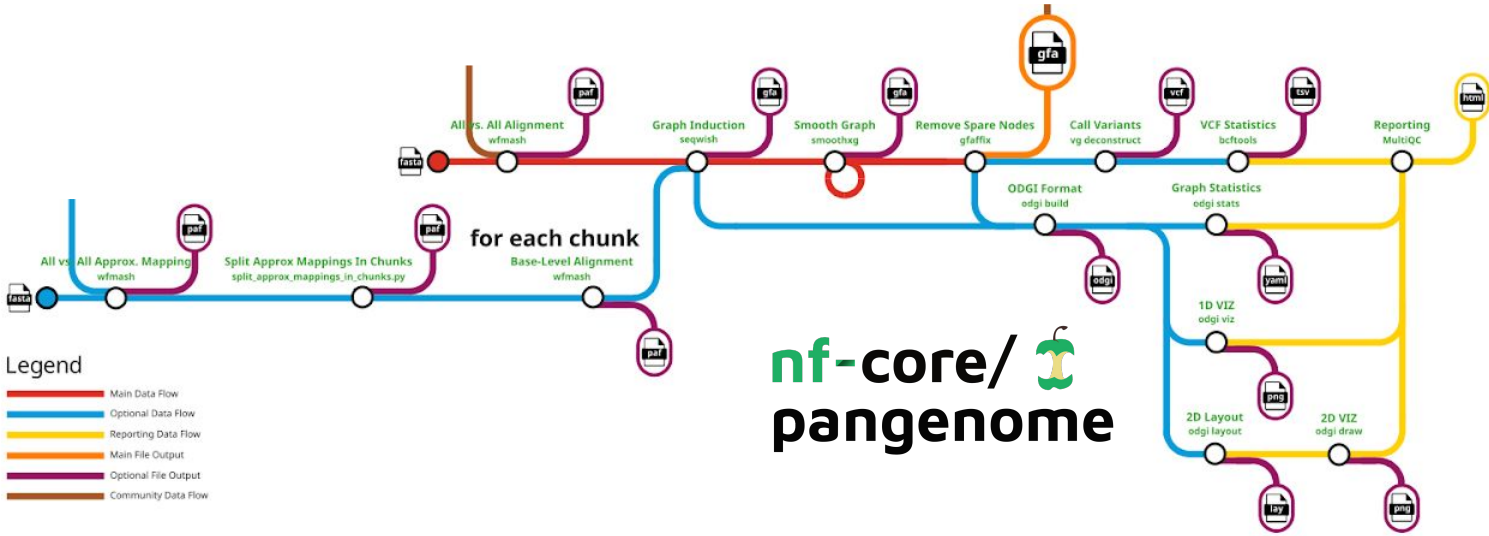 gfa
paf
gfa
gfa
vcf
tsv
html
All vs. All Alignment
wfmash
Graph Induction
seqwish
Smooth Graph
smoothxg
Remove Spare Nodes
gfaffix
Call Variants
vg deconstruct
VCF Statistics
bcftools
Reporting
MultiQC
fasta
ODGI Format
odgi build
Graph Statistics
odgi stats
paf
paf
for each chunk
All vs. All Approx. Mapping
wfmash
Split Approx Mappings In Chunks
split_approx_mappings_in_chunks.py
Base-Level Alignment
wfmash
odgi
yaml
fasta
1D VIZ
odgi viz
paf
nf-core/
pangenome
png
2D Layout
odgi layout
2D VIZ
odgi draw
lay
png
Legend
Main Data Flow
Optional Data Flow
Reporting Data Flow
Main File Output
Optional File Output
Community Data Flow